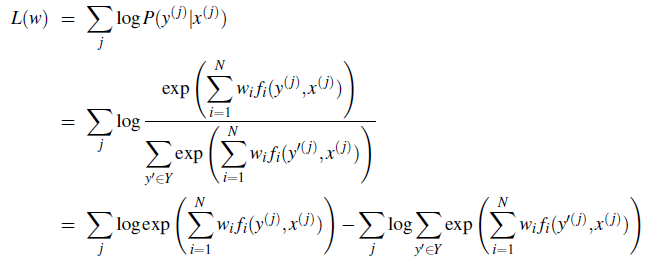 L(w) = ∑_j log P(y^{(j)}|x^{(j)})
= ∑_j log \frac{exp(∑_{i=1}^{N} w_i f_i(y^{(j)},x^{(j)}))}{∑_{y′∈Y} exp(∑_{i=1}^{N} w_i f_i(y′^{(j)},x^{(j)}))}
= ∑_j log exp(∑_{i=1}^{N} w_i f_i(y^{(j)},x^{(j)})) − ∑_j log ∑_{y′∈Y} exp(∑_{i=1}^{N} w_i f_i(y′^{(j)},x^{(j)}))